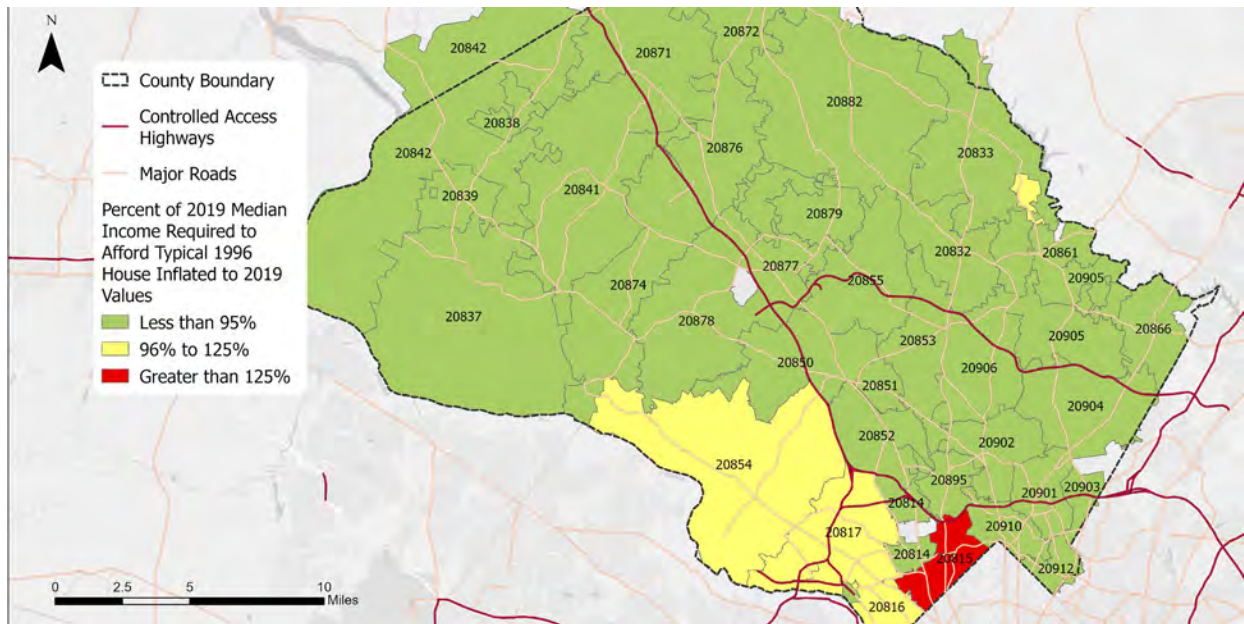 N
County Boundary
Controlled Access
Highways
Major Roads
Percent of 2019 Median
Income Required to
Afford Typical 1996
House Inflated to 2019
Values
Less than 95%
96% to 125%
Greater than 125%
0 2.5 5 10
Miles
20842
20871
20872
20882
20838
20842
20876
20833
20839
20841
20879
20832
20861
20905
20877
20855
20874
20837
20878
20866
20853
20905
20850
20906
20851
20904
20852
20902
20854
20895
20901
20903
20814
20910
20817
20814
20815
20912
20816